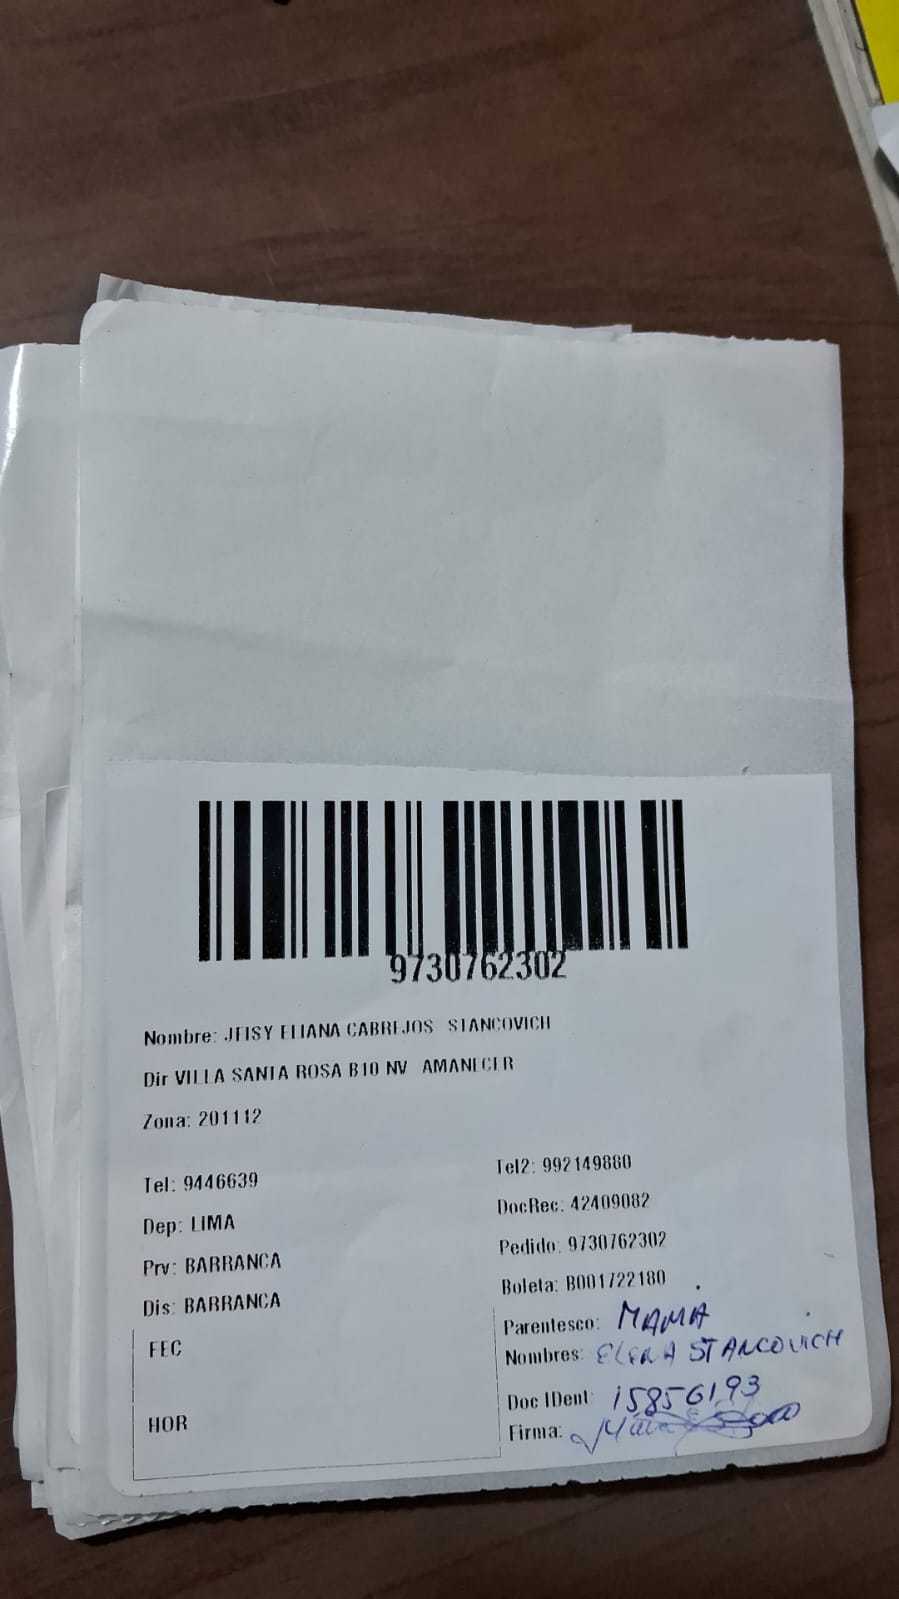 9730762302
Nombre: JEISY ELIANA CABREJOS STANCOVICH
Dir VILLA SANTA ROSA B10 NV AMANECER
Zona: 201112
Tel: 9446639
Tel2: 992149880
Dep: LIMA
DocRec: 42409082
Prv: BARRANCA
Pedido: 9730762302
Dis: BARRANCA
Boleta: B001722180
FEC
HOR
Parentesco: MAMÁ
Nombres: ELENA STANCOVICH
Doc IDent: 15856193
Firma: